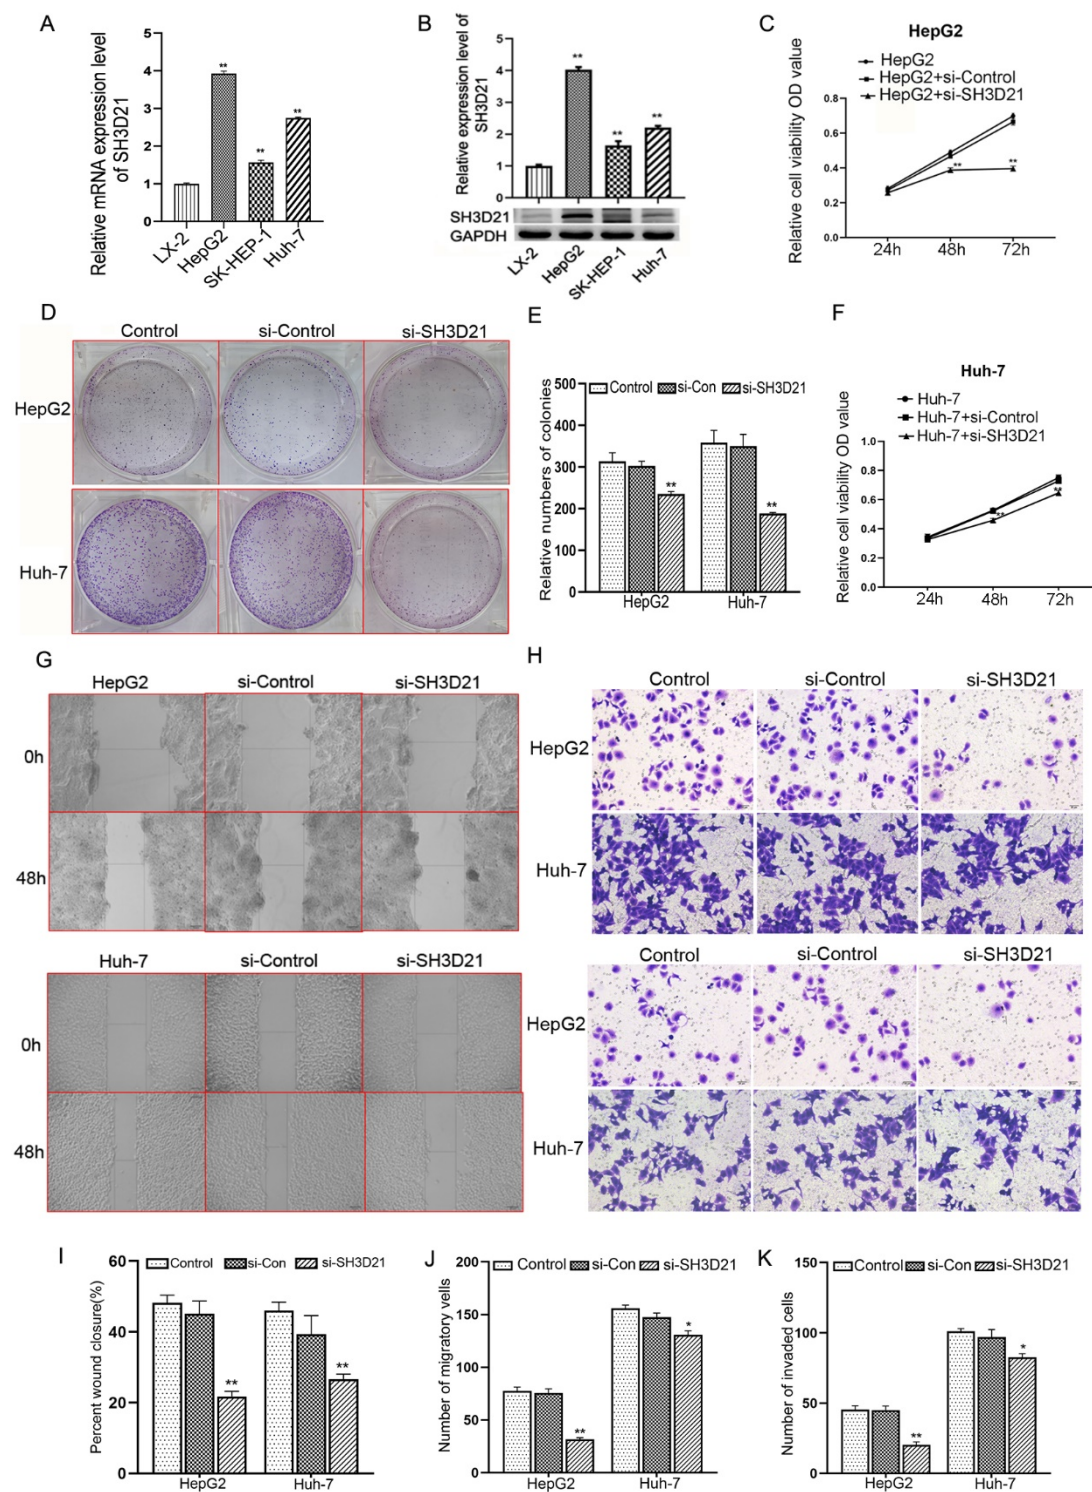 A
Relative mRNA expression level
of SH3D21
5
4
3
2
1
0
**
**
**
LX-2
HepG2
SK-HEP-1
Huh-7
B
Relative expression level of
SH3D21
5
4
3
2
1
0
**
**
**
SH3D21
GAPDH
LX-2
HepG2
SK-HEP-1
Huh-7
C
HepG2
HepG2
HepG2+si-Control
HepG2+si-SH3D21
Relative cell viability OD value
0.8
0.6
0.4
0.2
0.0
**
**
24h 48h 72h
D
Control si-Control si-SH3D21
HepG2
Huh-7
E
Control si-Con si-SH3D21
Relative numbers of colonies
500
400
300
200
100
0
**
**
HepG2 Huh-7
F
Huh-7
Huh-7
Huh-7+si-Control
Huh-7+si-SH3D21
Relative cell viability OD value
1.0
0.8
0.6
0.4
0.2
0.0
**
**
24h 48h 72h
G
HepG2 si-Control si-SH3D21
0h
48h
Huh-7 si-Control si-SH3D21
0h
48h
H
Control si-Control si-SH3D21
HepG2
Huh-7
Control si-Control si-SH3D21
HepG2
Huh-7
I
Control si-Con si-SH3D21
Percent wound closure(%)
60
40
20
0
**
**
HepG2 Huh-7
J
Control si-Con si-SH3D21
Number of migratory vells
200
150
100
50
0
**
*
HepG2 Huh-7
K
Control si-Con si-SH3D21
Number of invaded cells
150
100
50
0
**
*
HepG2 Huh-7